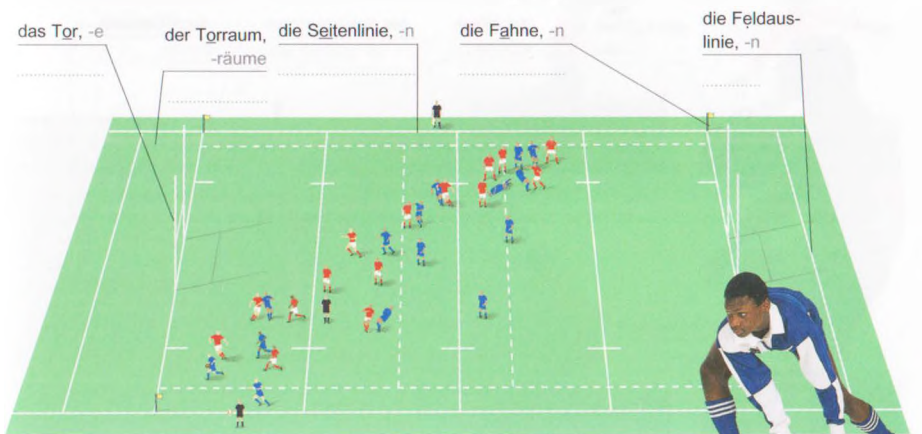 das Tor, -e
der Torraum,
-räume
die Seitenlinie, -n
die Fahne, -n
die Feldaus-
linie, -n